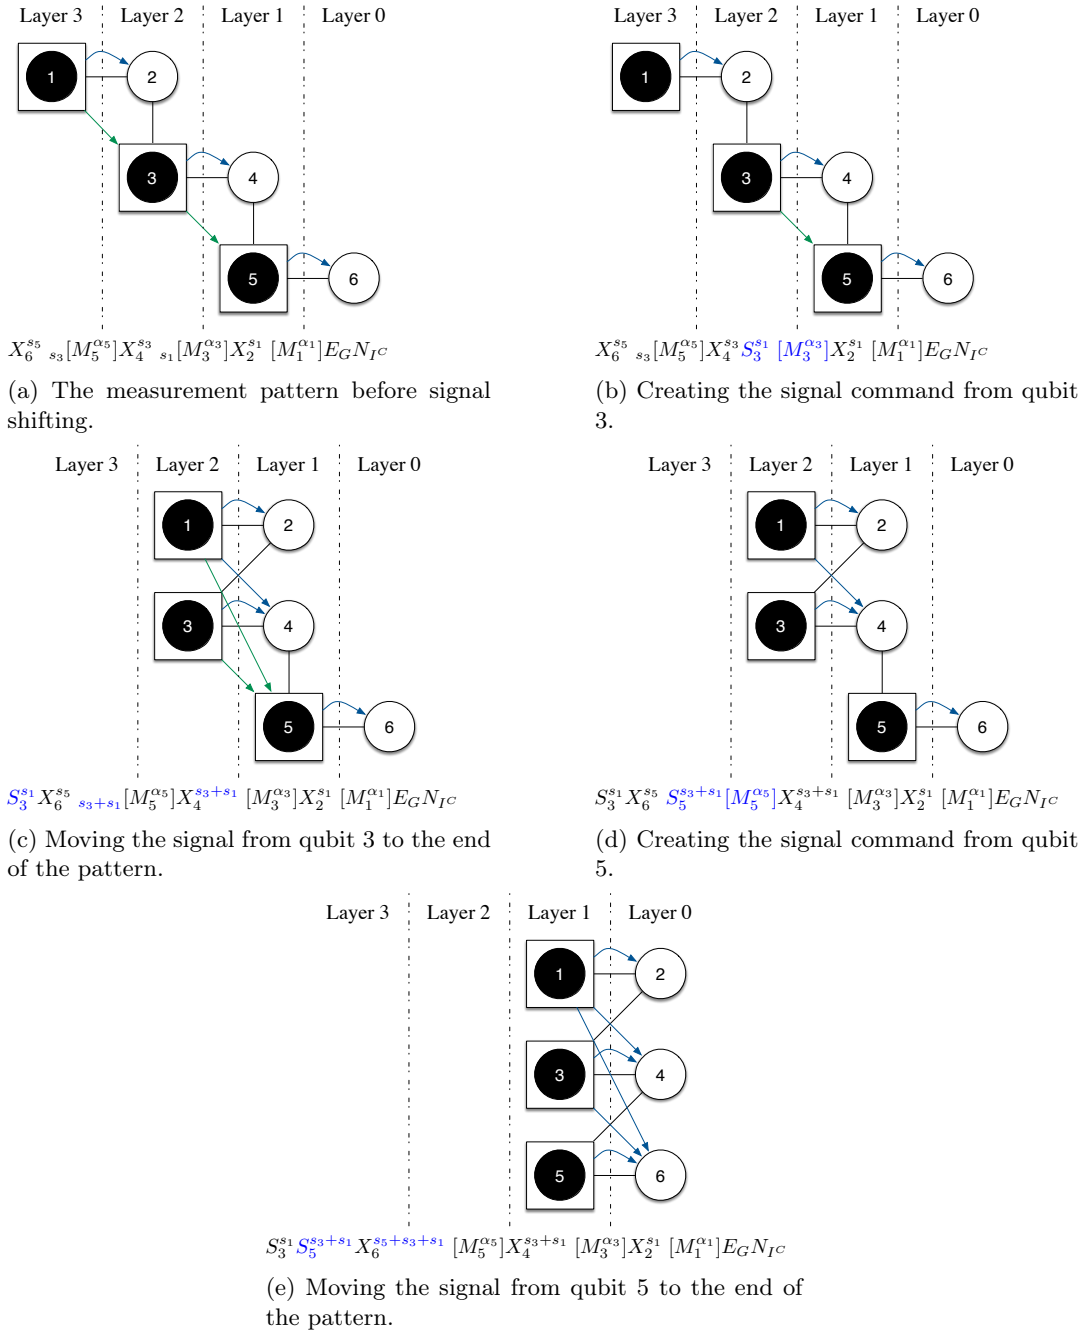 Layer 3 Layer 2 Layer 1 Layer 0
1 2
3 4
5 6
X_6^{s_5} _{s_3}[M_5^{α_5}]X_4^{s_3} _{s_1}[M_3^{α_3}]X_2^{s_1} [M_1^{α_1}]E_G N_{I^C}
(a) The measurement pattern before signal
shifting.
Layer 3 Layer 2 Layer 1 Layer 0
1 2
3 4
5 6
X_6^{s_5} _{s_3}[M_5^{α_5}]X_4^{s_3}S_3^{s_1} [M_3^{α_3}]X_2^{s_1} [M_1^{α_1}]E_G N_{I^C}
(b) Creating the signal command from qubit
3.
Layer 3 Layer 2 Layer 1 Layer 0
1 2
3 4
5 6
S_3^{s_1}X_6^{s_5} _{s_3+s_1}[M_5^{α_5}]X_4^{s_3+s_1} [M_3^{α_3}]X_2^{s_1} [M_1^{α_1}]E_G N_{I^C}
(c) Moving the signal from qubit 3 to the end
of the pattern.
Layer 3 Layer 2 Layer 1 Layer 0
1 2
3 4
5 6
S_3^{s_1}X_6^{s_5} S_5^{s_3+s_1}[M_5^{α_5}]X_4^{s_3+s_1} [M_3^{α_3}]X_2^{s_1} [M_1^{α_1}]E_G N_{I^C}
(d) Creating the signal command from qubit
5.
Layer 3 Layer 2 Layer 1 Layer 0
1 2
3 4
5 6
S_3^{s_1}S_5^{s_3+s_1}X_6^{s_5+s_3+s_1} [M_5^{α_5}]X_4^{s_3+s_1} [M_3^{α_3}]X_2^{s_1} [M_1^{α_1}]E_G N_{I^C}
(e) Moving the signal from qubit 5 to the end of
the pattern.